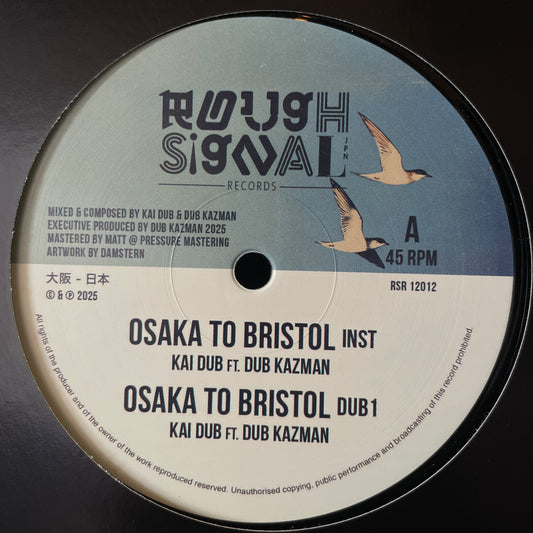 ROUGH
SIGNAL
JPN
RECORDS
MIXED & COMPOSED BY KAI DUB & DUB KAZMAN
EXECUTIVE PRODUCED BY DUB KAZMAN 2025
MASTERED BY MATT @ PRESSURE MASTERING
ARTWORK BY DAMSTERN
A
45 RPM
大阪 - 日本
© & ℗ 2025
RSR 12012
OSAKA TO BRISTOL INST
KAI DUB FT. DUB KAZMAN
OSAKA TO BRISTOL DUB 1
KAI DUB FT. DUB KAZMAN
All rights of the producer and of the owner of the work reproduced reserved. Unauthorised copying, public performance and broadcasting of this record prohibited.